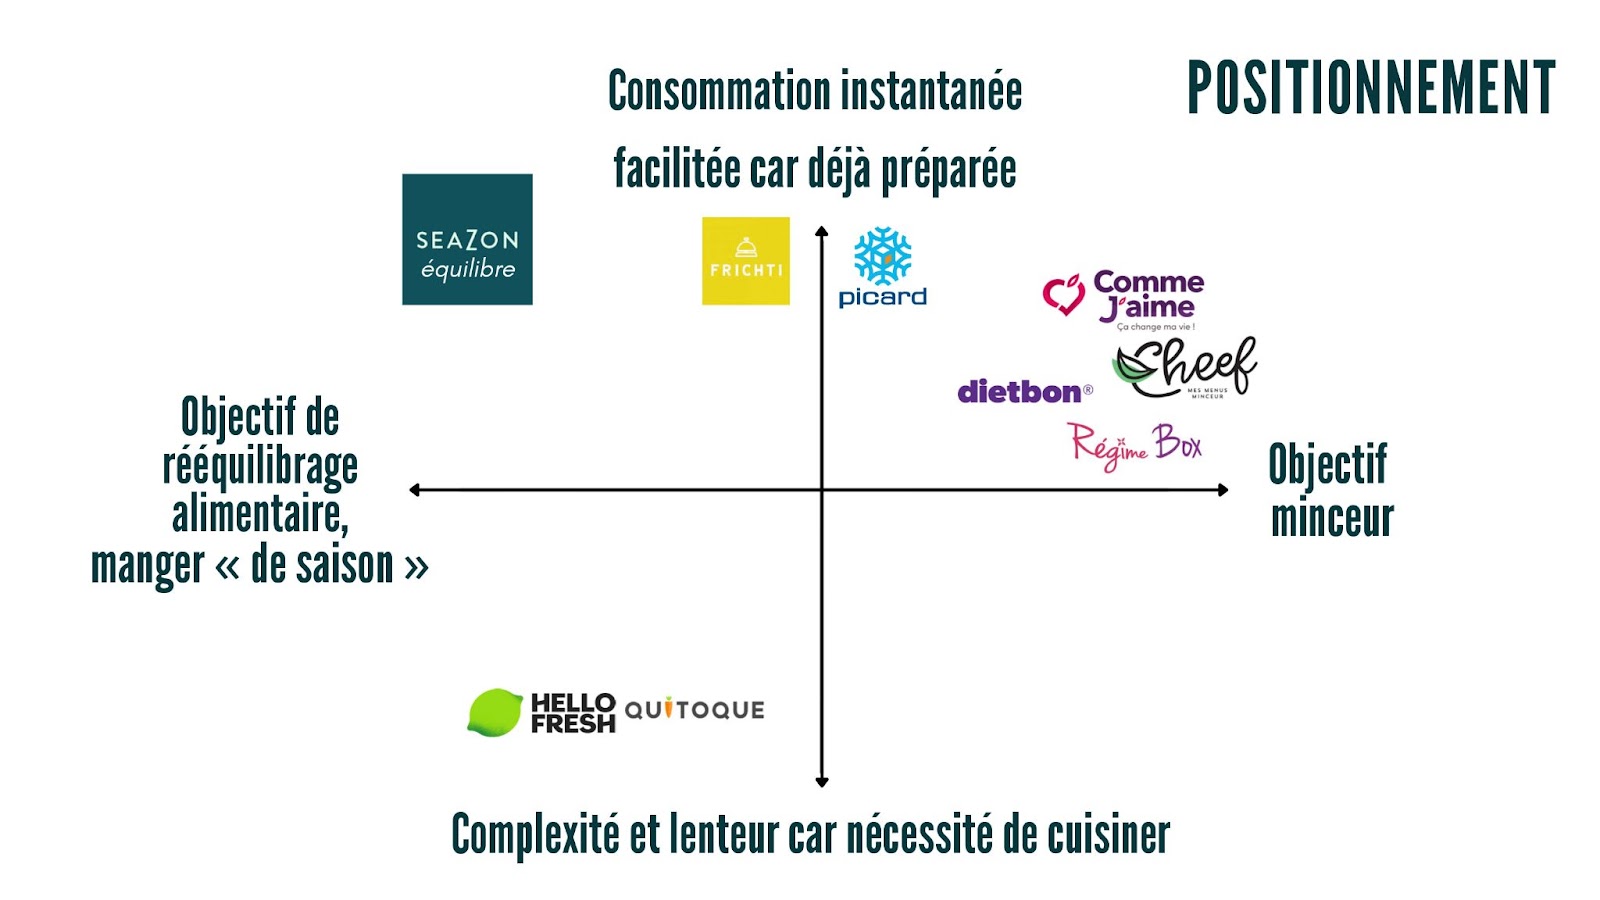 POSITIONNEMENT
Consommation instantanée
facilitée car déjà préparée
SEAZON
équilibre
FRICHTI
picard
Comme
J'aime
Ça change ma vie !
Cheef
MES MENUS
MINCEUR
dietbon®
Régime Box
Objectif de
rééquilibrage
alimentaire,
manger « de saison »
Objectif
minceur
HELLO
FRESH
QUITOQUE
Complexité et lenteur car nécessité de cuisiner